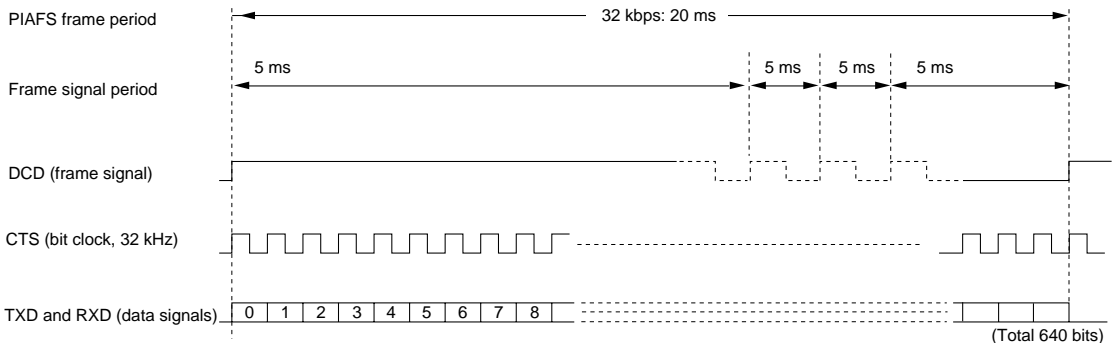 PIAFS frame period
32 kbps: 20 ms
5 ms 5 ms 5 ms 5 ms
Frame signal period
DCD (frame signal)
CTS (bit clock, 32 kHz)
TXD and RXD (data signals) 0 1 2 3 4 5 6 7 8
(Total 640 bits)